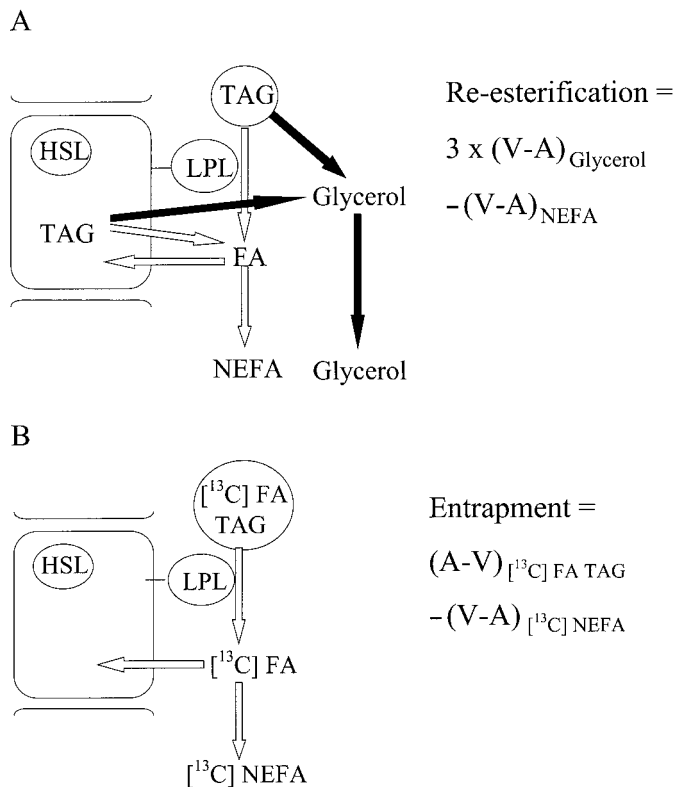 A
TAG
HSL
LPL
Glycerol
TAG
FA
NEFA
Glycerol
Re-esterification =
3 x (V-A) Glycerol
-(V-A) NEFA
B
[¹³C] FA
TAG
HSL
LPL
[¹³C] FA
[¹³C] NEFA
Entrapment =
(A-V) [¹³C] FA TAG
-(V-A) [¹³C] NEFA